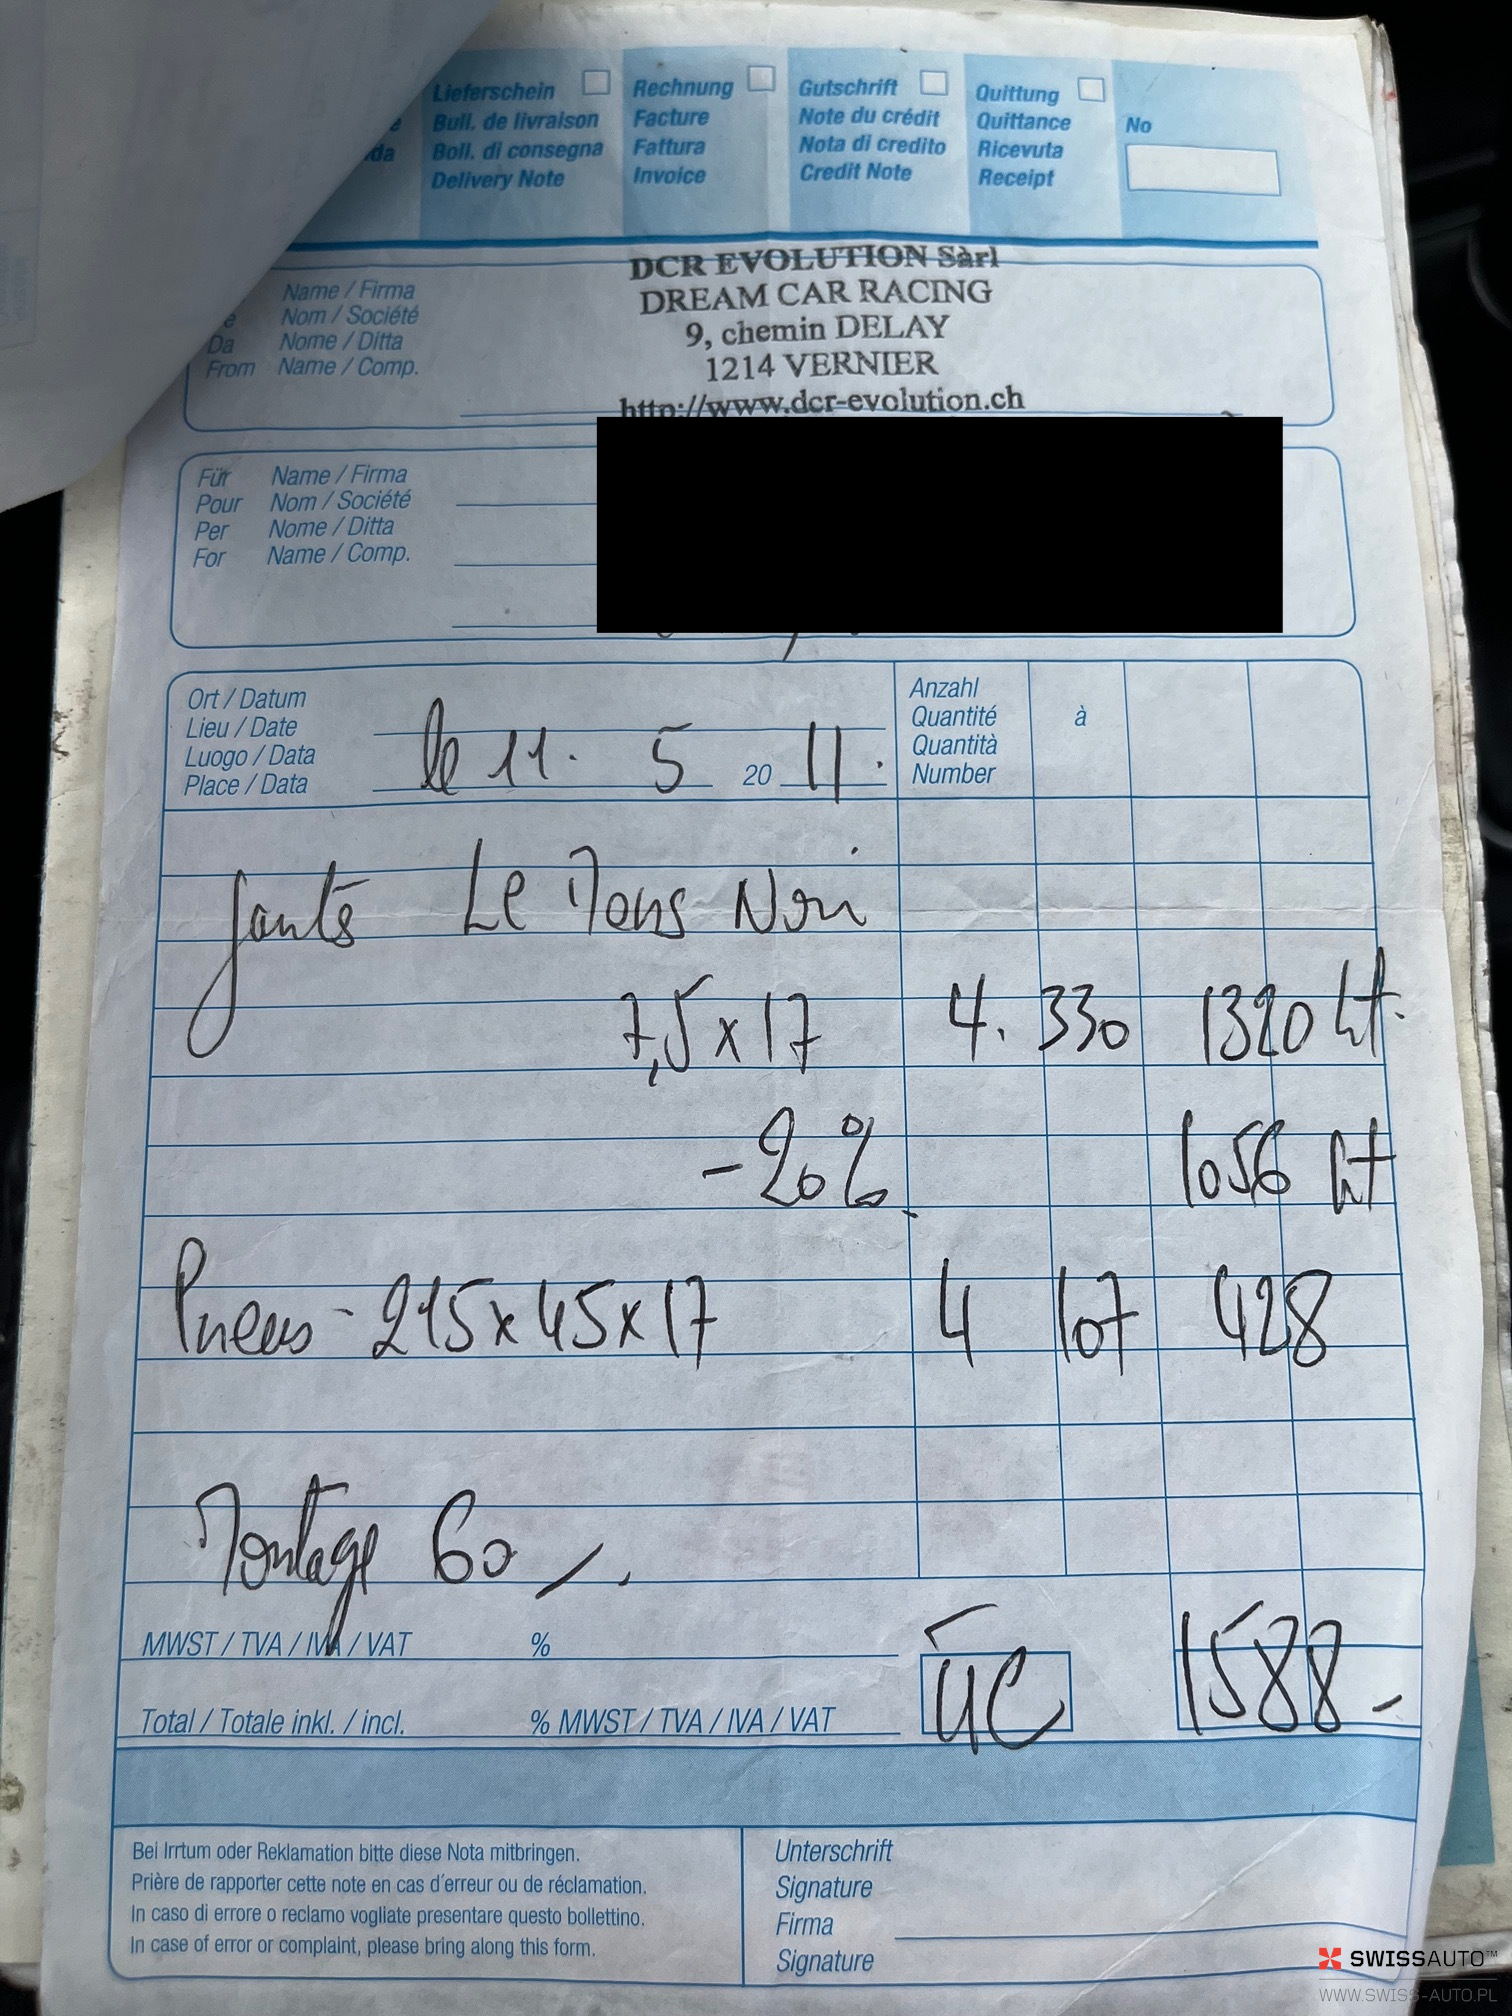 Lieferschein
Bull. de livraison
Boll. di consegna
Delivery Note
Rechnung
Facture
Fattura
Invoice
Gutschrift
Note du crédit
Nota di credito
Credit Note
Quittung
Quittance
Ricevuta
Receipt
No
e
da
DCR EVOLUTION Sàrl
DREAM CAR RACING
9, chemin DELAY
1214 VERNIER
http://www.dcr-evolution.ch
Name / Firma
e Nom / Société
Da Nome / Ditta
From Name / Comp.
Für Name / Firma
Pour Nom / Société
Per Nome / Ditta
For Name / Comp.
Ort / Datum
Lieu / Date
Luogo / Data
Place / Data
le 11. 5 20 11.
Anzahl
Quantité
Quantità
Number
à
Jantes Le Mans Noir
7,5 x 17 4. 330 1320 ht.
-20% 1056 ht
Pneus - 215 x 45 x 17 4 107 428
Montage 60
MWST / TVA / IVA / VAT %
Total / Totale inkl. / incl. % MWST / TVA / IVA / VAT 1588.-
Bei Irrtum oder Reklamation bitte diese Nota mitbringen.
Prière de rapporter cette note en cas d'erreur ou de réclamation.
In caso di errore o reclamo vogliate presentare questo bollettino.
In case of error or complaint, please bring along this form.
Unterschrift
Signature
Firma
Signature
SWISSAUTO™
WWW.SWISS-AUTO.PL